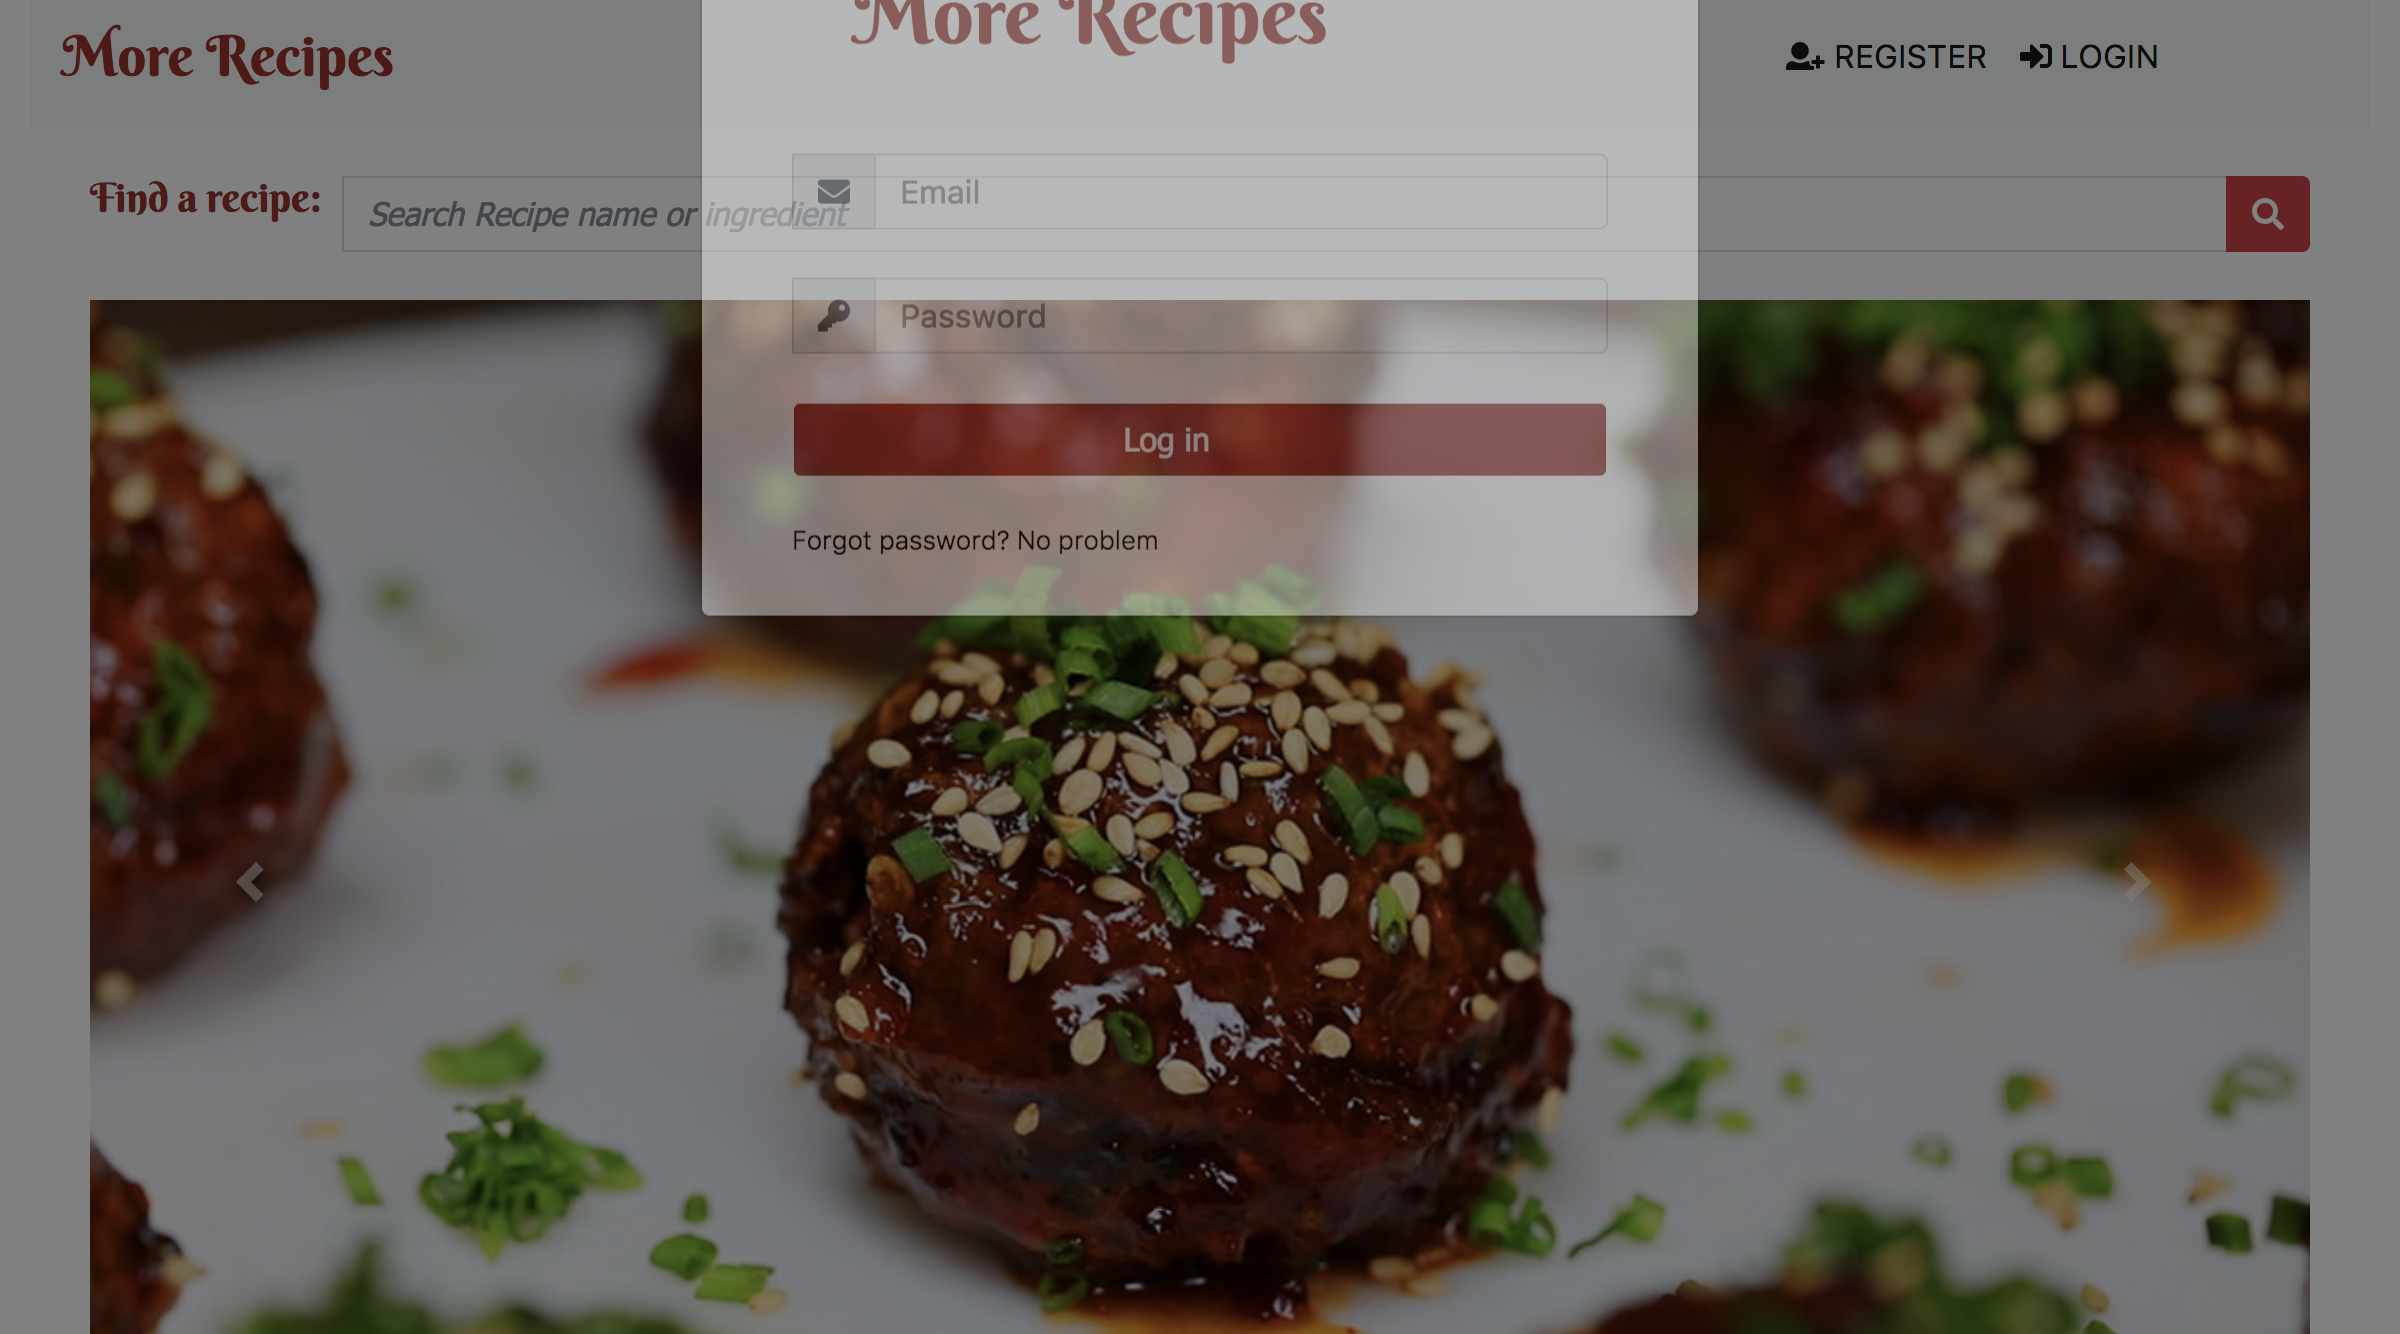 More Recipes
REGISTER LOGIN
Find a recipe:
Search Recipe name or ingredient
More Recipes
Email
Password
Log in
Forgot password? No problem